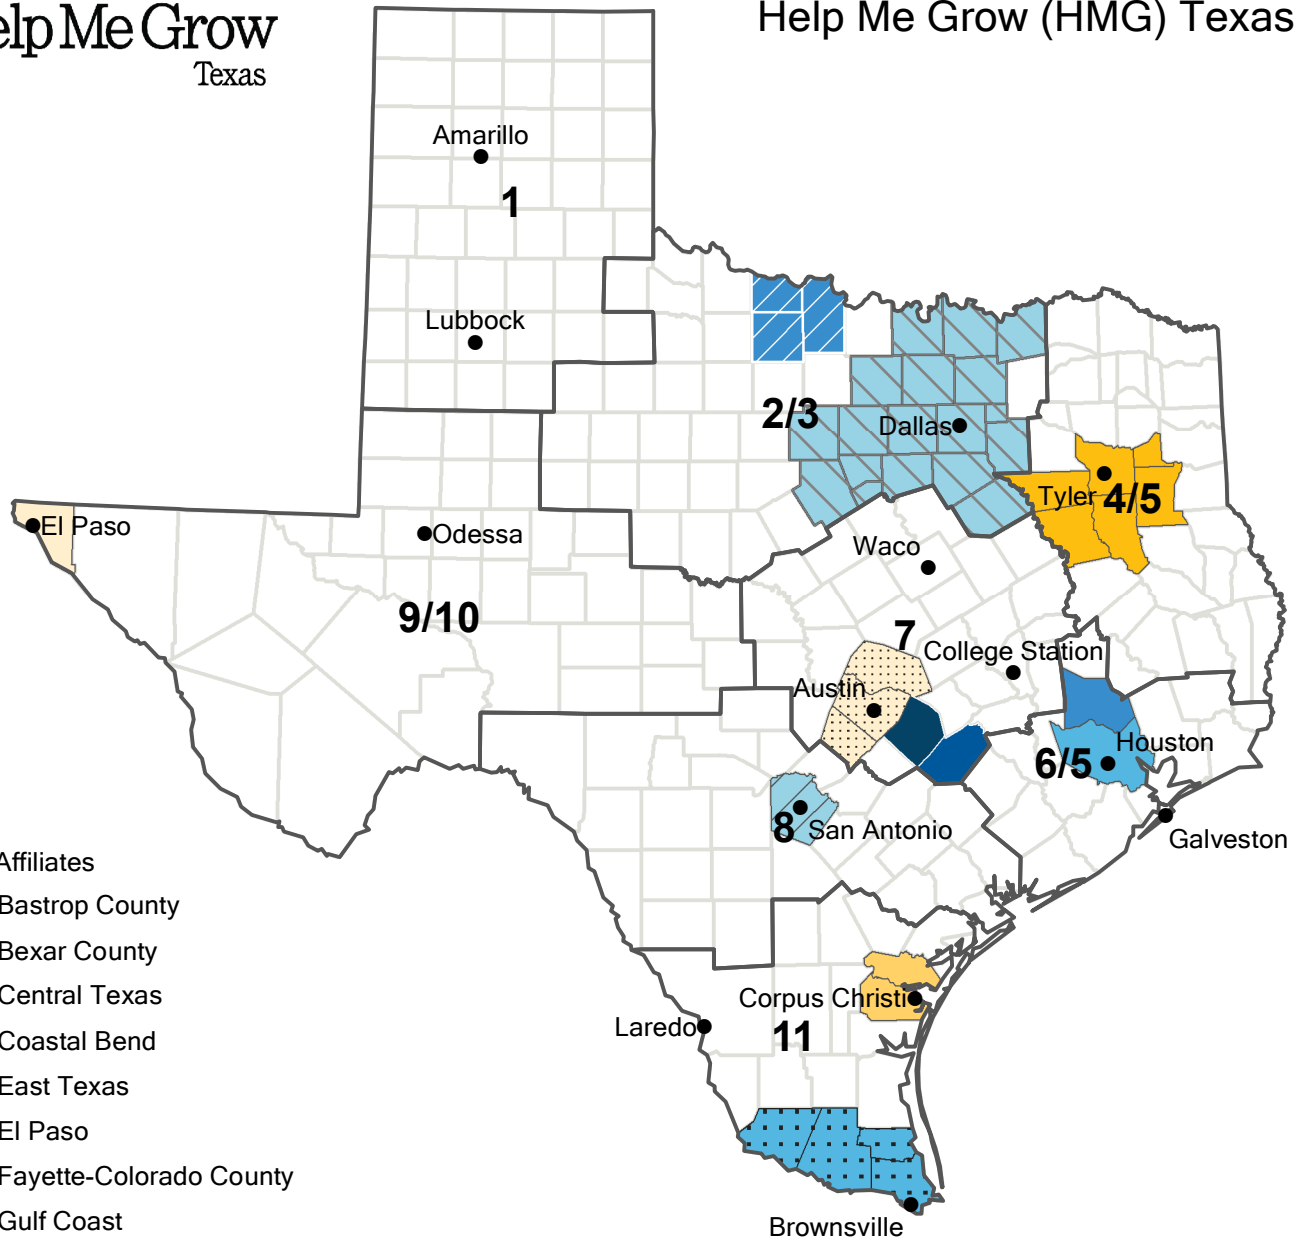 elp Me Grow
Texas
Help Me Grow (HMG) Texas
Amarillo
1
Lubbock
2/3
Dallas
Tyler
4/5
El Paso
Odessa
Waco
9/10
7
College Station
Austin
Houston
6/5
8
San Antonio
Galveston
Affiliates
Bastrop County
Bexar County
Central Texas
Coastal Bend
East Texas
El Paso
Fayette-Colorado County
Gulf Coast
Corpus Christi
Laredo
11
Brownsville